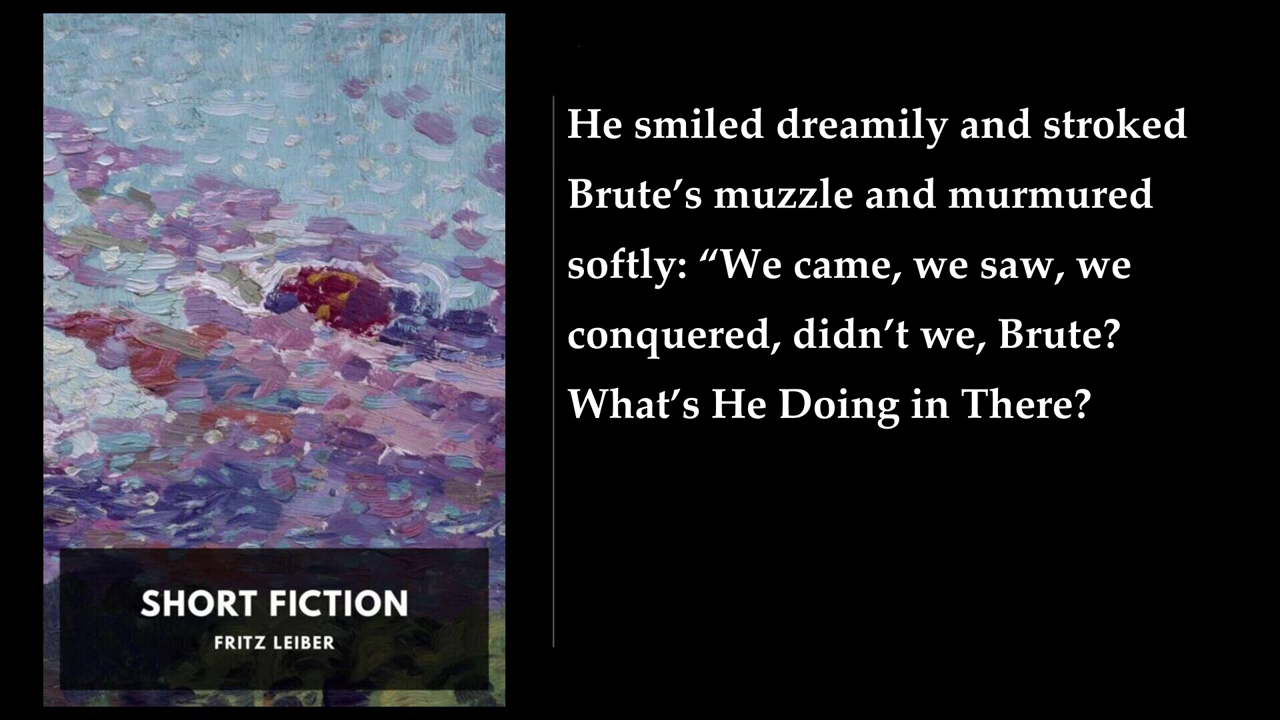 SHORT FICTION
FRITZ LEIBER
He smiled dreamily and stroked
Brute’s muzzle and murmured
softly: “We came, we saw, we
conquered, didn’t we, Brute?
What’s He Doing in There?